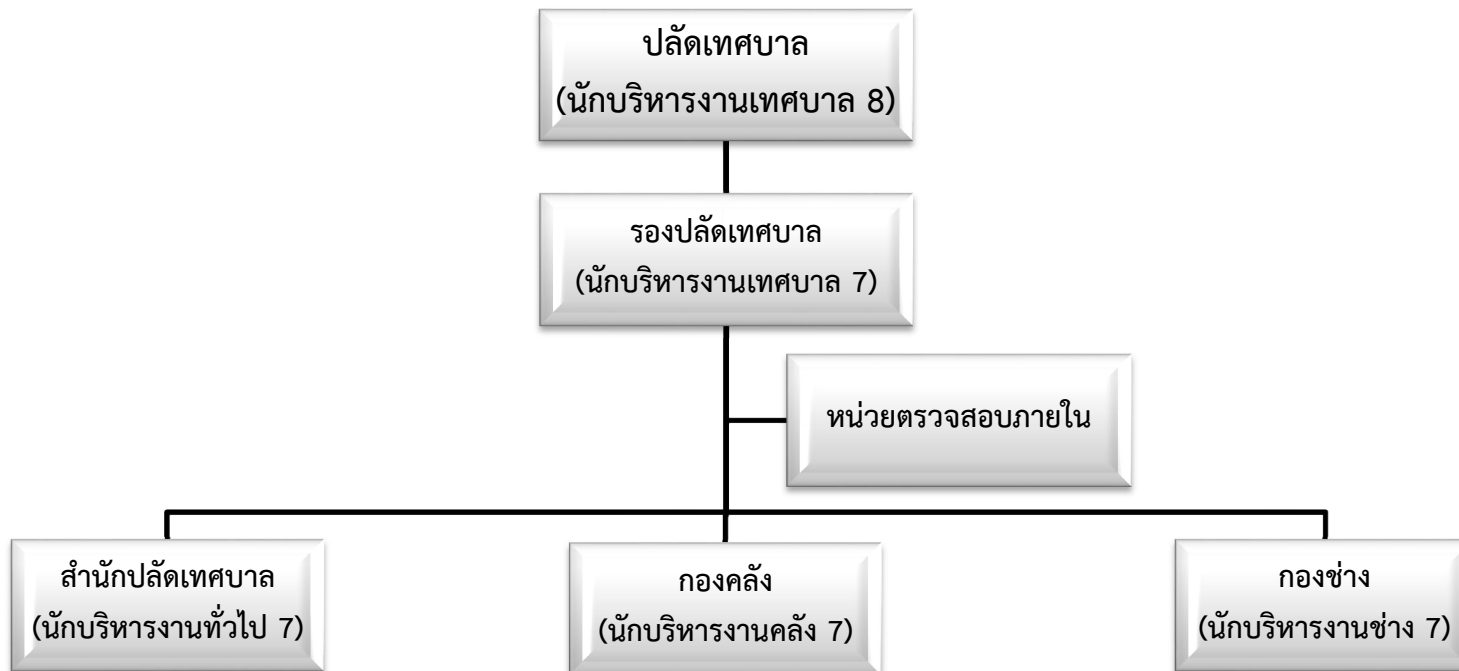 ปลัดเทศบาล
(นักบริหารงานเทศบาล 8)
รองปลัดเทศบาล
(นักบริหารงานเทศบาล 7)
หน่วยตรวจสอบภายใน
สำนักปลัดเทศบาล
(นักบริหารงานทั่วไป 7)
กองคลัง
(นักบริหารงานคลัง 7)
กองช่าง
(นักบริหารงานช่าง 7)